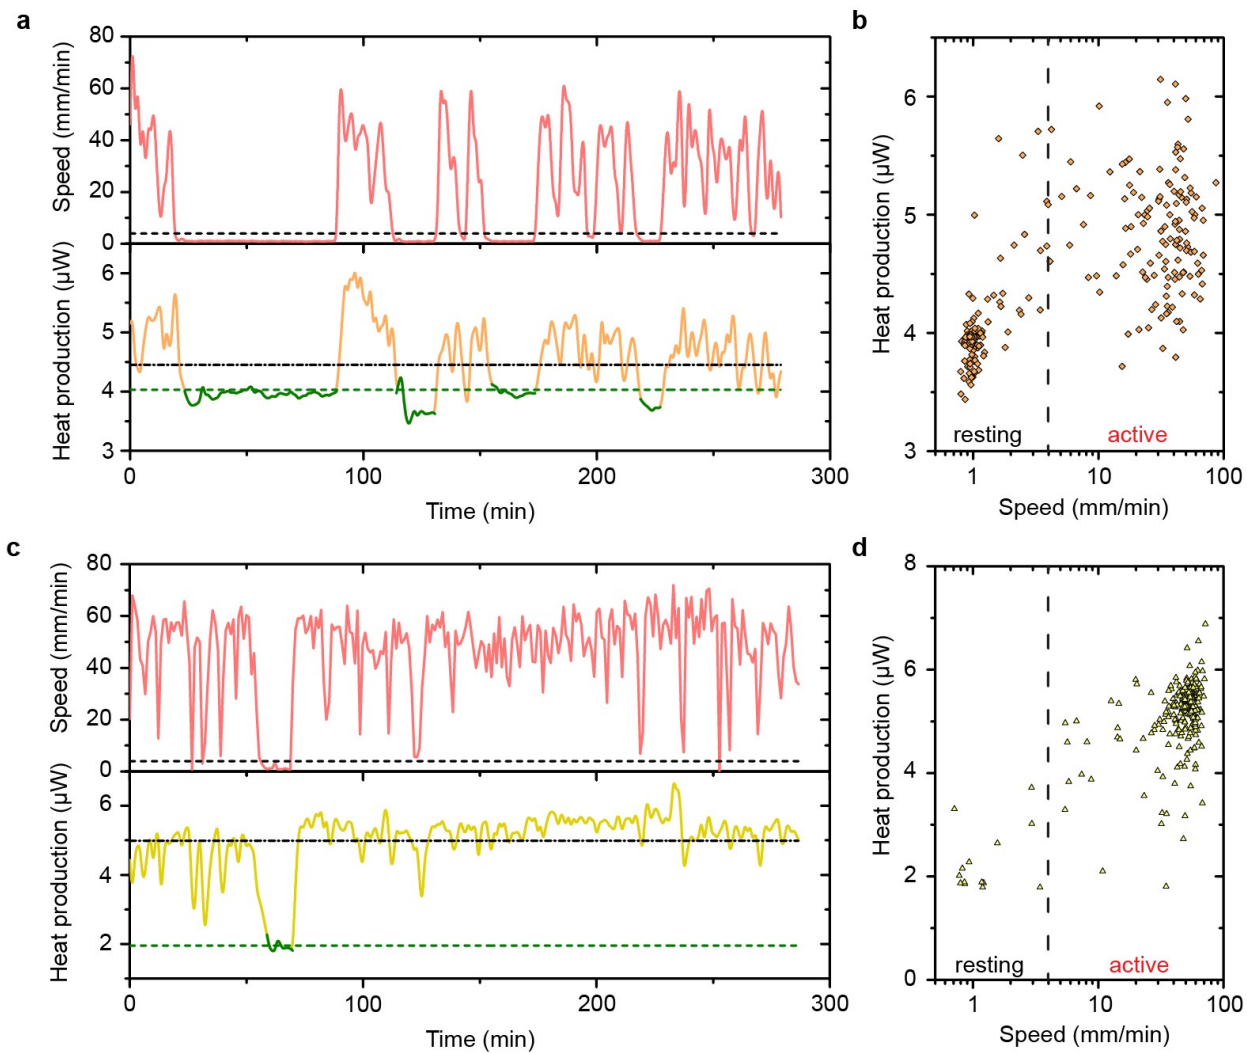 a
80
60
40
20
0
Speed (mm/min)
6
5
4
3
Heat production (µW)
0 100 200 300
Time (min)
b
6
5
4
3
Heat production (µW)
resting active
1 10 100
Speed (mm/min)
c
80
60
40
20
0
Speed (mm/min)
6
4
2
Heat production (µW)
0 100 200 300
Time (min)
d
8
6
4
2
0
Heat production (µW)
resting active
1 10 100
Speed (mm/min)